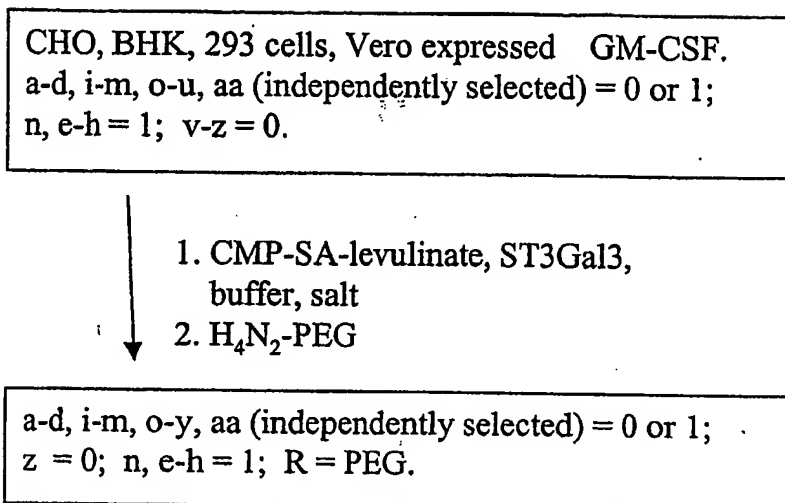 CHO, BHK, 293 cells, Vero expressed GM-CSF.
a-d, i-m, o-u, aa (independently selected) = 0 or 1;
n, e-h = 1; v-z = 0.
1. CMP-SA-levulinate, ST3Gal3,
buffer, salt
2. H₄N₂-PEG
a-d, i-m, o-y, aa (independently selected) = 0 or 1;
z = 0; n, e-h = 1; R = PEG.